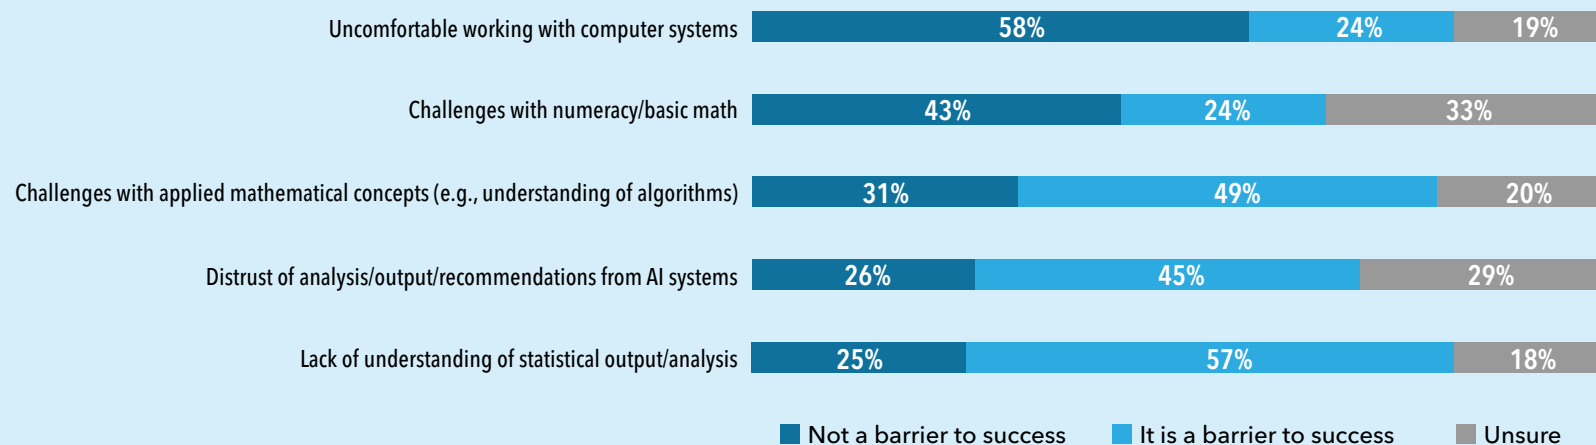 Uncomfortable working with computer systems 58% 24% 19%
Challenges with numeracy/basic math 43% 24% 33%
Challenges with applied mathematical concepts (e.g., understanding of algorithms) 31% 49% 20%
Distrust of analysis/output/recommendations from AI systems 26% 45% 29%
Lack of understanding of statistical output/analysis 25% 57% 18%
Not a barrier to success It is a barrier to success Unsure